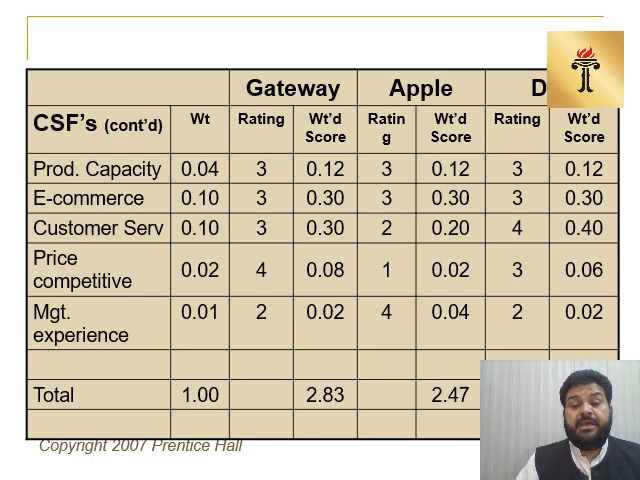 Gateway Apple D
CSF's (cont'd) Wt Rating Wt'd Score Ratin g Wt'd Score Rating Wt'd Score
Prod. Capacity 0.04 3 0.12 3 0.12 3 0.12
E-commerce 0.10 3 0.30 3 0.30 3 0.30
Customer Serv 0.10 3 0.30 2 0.20 4 0.40
Price competitive 0.02 4 0.08 1 0.02 3 0.06
Mgt. experience 0.01 2 0.02 4 0.04 2 0.02
Total 1.00 2.83 2.47
Copyright 2007 Prentice Hall